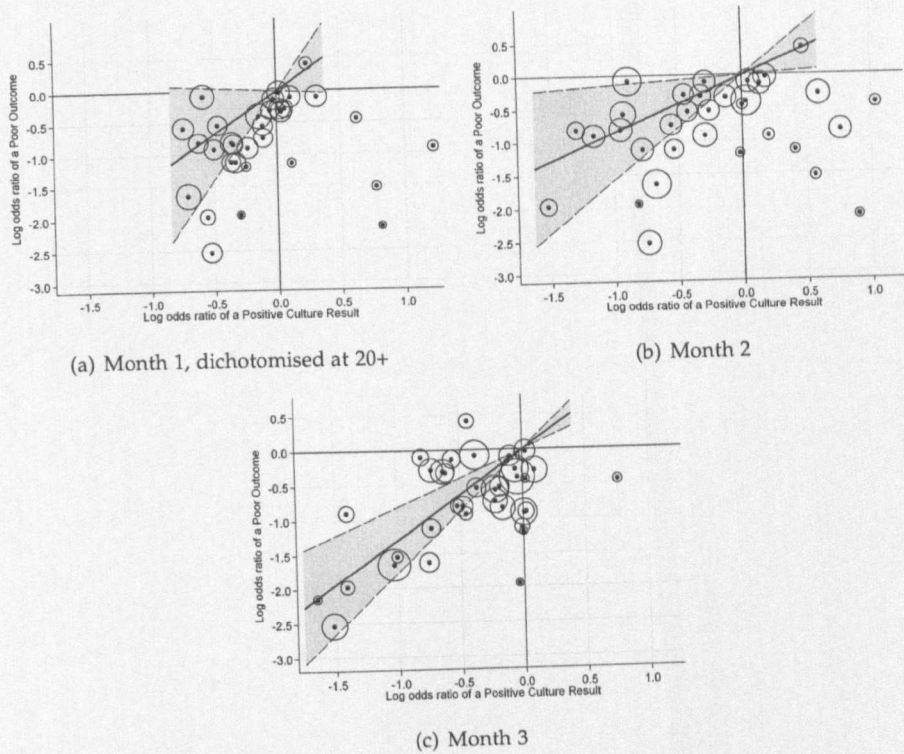 Log odds ratio of a Poor Outcome
0.5
0.0
-0.5
-1.0
-1.5
-2.0
-2.5
-3.0
-1.5 -1.0 -0.5 0.0 0.5 1.0
Log odds ratio of a Positive Culture Result
(a) Month 1, dichotomised at 20+
Log odds ratio of a Poor Outcome
0.5
0.0
-0.5
-1.0
-1.5
-2.0
-2.5
-3.0
-1.5 -1.0 -0.5 0.0 0.5 1.0
Log odds ratio of a Positive Culture Result
(b) Month 2
Log odds ratio of a Poor Outcome
0.5
0.0
-0.5
-1.0
-1.5
-2.0
-2.5
-3.0
-1.5 -1.0 -0.5 0.0 0.5 1.0
Log odds ratio of a Positive Culture Result
(c) Month 3